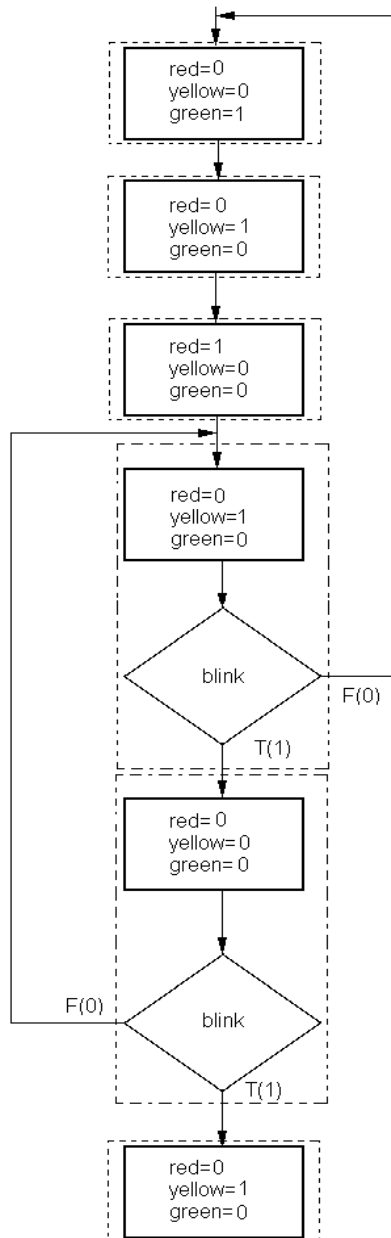 red=0
yellow=0
green=1
red=0
yellow=1
green=0
red=1
yellow=0
green=0
red=0
yellow=1
green=0
blink
F(0)
T(1)
red=0
yellow=0
green=0
F(0)
blink
T(1)
red=0
yellow=1
green=0